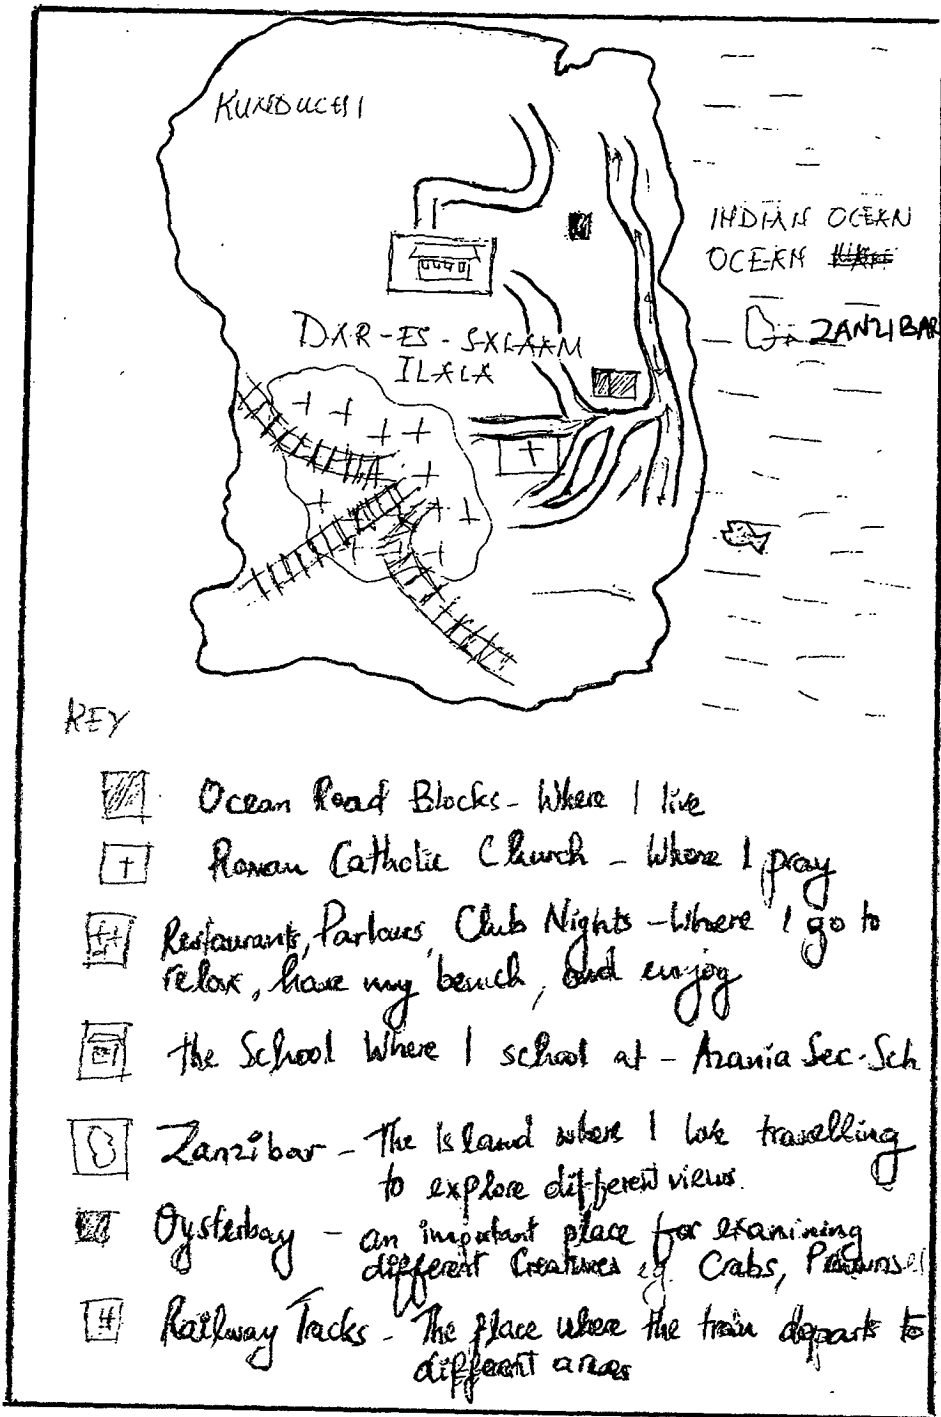 KUNDUCHI
INDIAN OCEAN
OCEAN
ZANZIBAR
DAR-ES-SALAAM
ILALA
KEY
Ocean Road Blocks - Where I live
Roman Catholic Church - Where I pray
Restaurants, Parlours, Club Nights - Where I go to
relax, have my bench, and enjoy
the School Where I school at - Azania Sec. Sch
Zanzibar - The Island where I love travelling
to explore different views.
Oysterbay - an important place for examining
different Creatures eg. Crabs, Prawns
Railway Tracks - The place where the train departs to
different areas